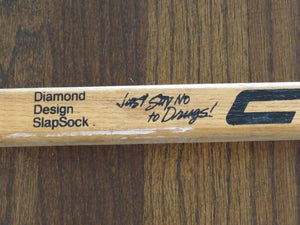 Diamond
Design
SlapSock
Just Say No
to Drugs!